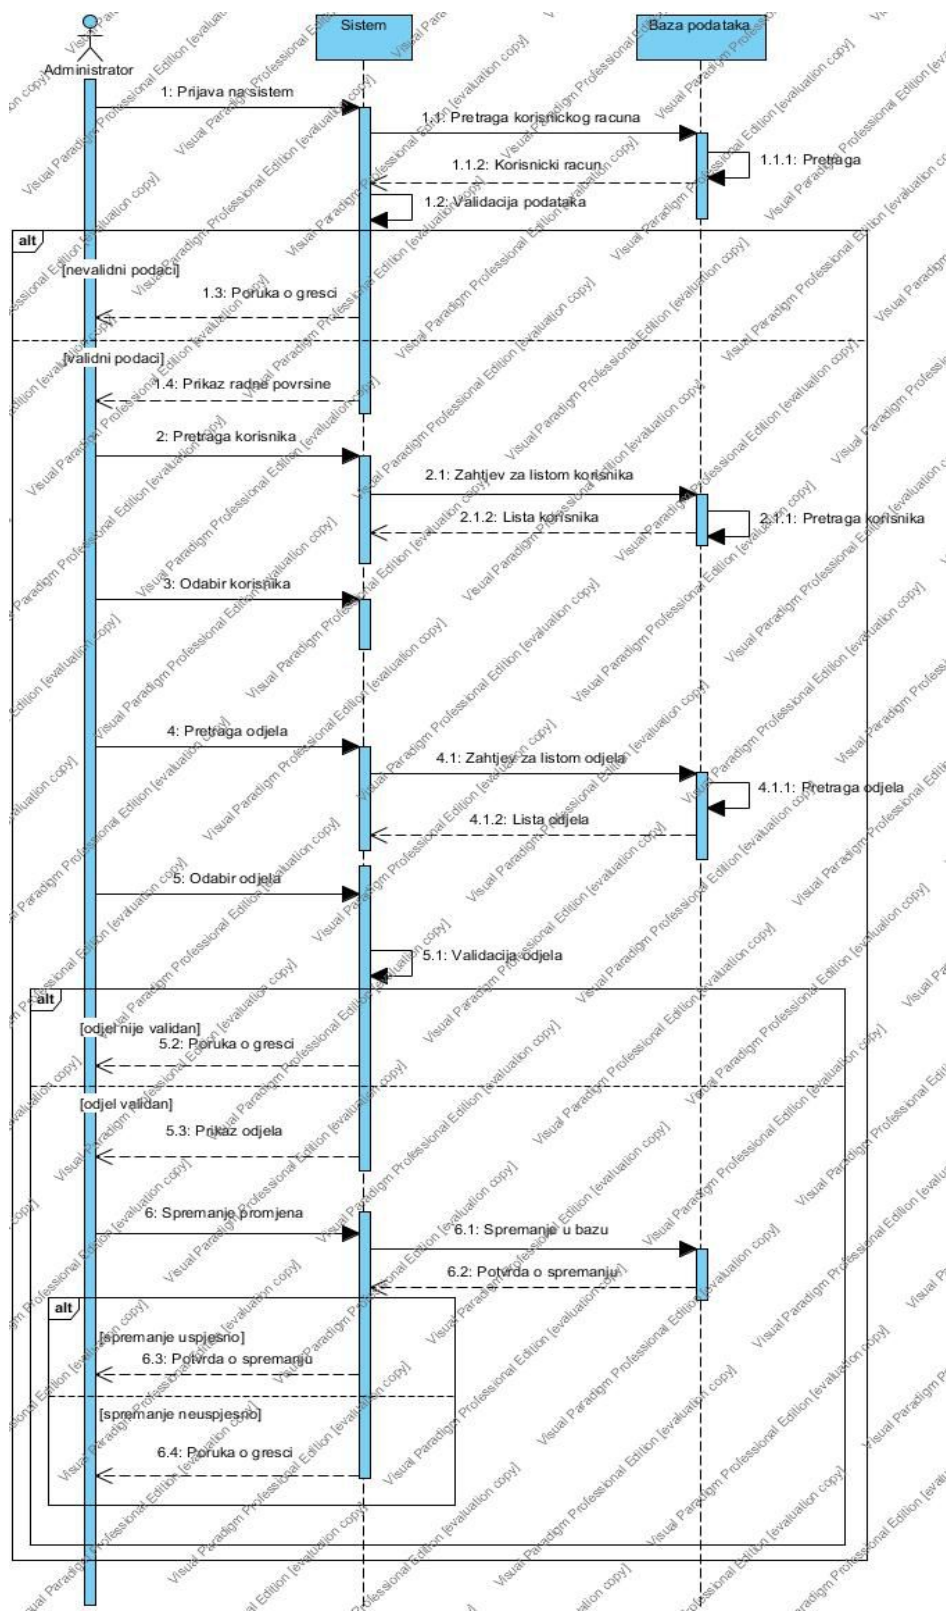 Sistem
Baza podataka
Administrator
1: Prijava na sistem
1.1: Pretraga korisnickog racuna
1.1.1: Pretraga
1.1.2: Korisnicki racun
1.2: Validacija podataka
alt
[nevalidni podaci]
1.3: Poruka o gresci
[validni podaci]
1.4: Prikaz radne povrsine
2: Pretraga korisnika
2.1: Zahtjev za listom korisnika
2.1.2: Lista korisnika
2.1.1: Pretraga korisnika
3: Odabir korisnika
4: Pretraga odjela
4.1: Zahtjev za listom odjela
4.1.1: Pretraga odjela
4.1.2: Lista odjela
5: Odabir odjela
5.1: Validacija odjela
alt
[odjel nije validan]
5.2: Poruka o gresci
[odjel validan]
5.3: Prikaz odjela
6: Spremanje promjena
6.1: Spremanje u bazu
6.2: Potvrda o spremanju
alt
[spremanje uspjesno]
6.3: Potvrda o spremanju
[spremanje neuspjesno]
6.4: Poruka o gresci
Visual Paradigm Professional Edition [evaluation copy]